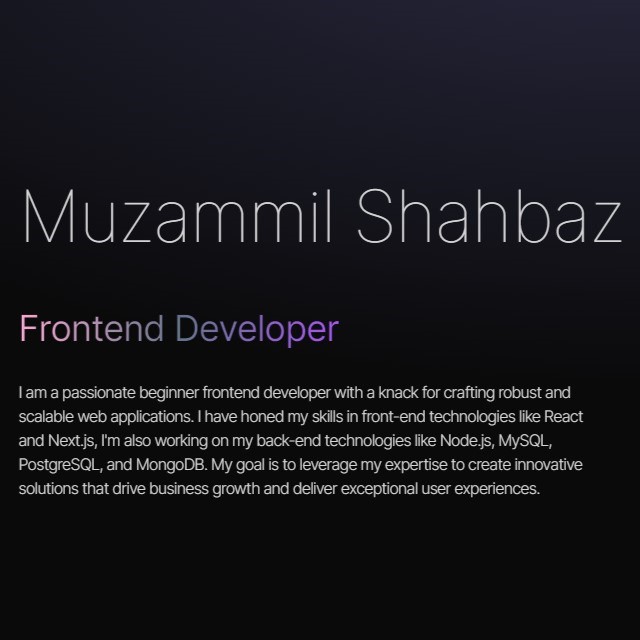 Muzammil Shahbaz
Frontend Developer
I am a passionate beginner frontend developer with a knack for crafting robust and
scalable web applications. I have honed my skills in front-end technologies like React
and Next.js, I'm also working on my back-end technologies like Node.js, MySQL,
PostgreSQL, and MongoDB. My goal is to leverage my expertise to create innovative
solutions that drive business growth and deliver exceptional user experiences.